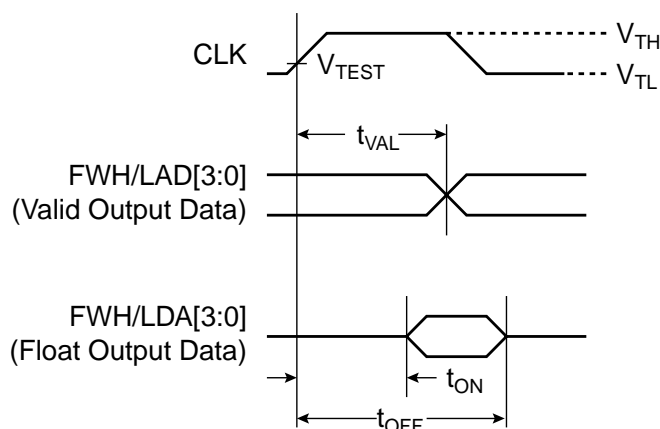 CLK
V_TEST
V_TH
V_TL
t_VAL
FWH/LAD[3:0]
(Valid Output Data)
FWH/LDA[3:0]
(Float Output Data)
t_ON
t_OFF